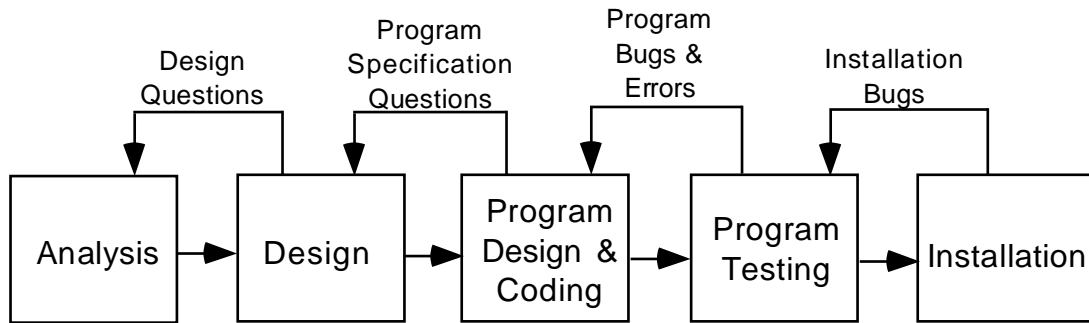 Design
Questions
Program
Specification
Questions
Program
Bugs &
Errors
Installation
Bugs
Analysis
Design
Program
Design &
Coding
Program
Testing
Installation